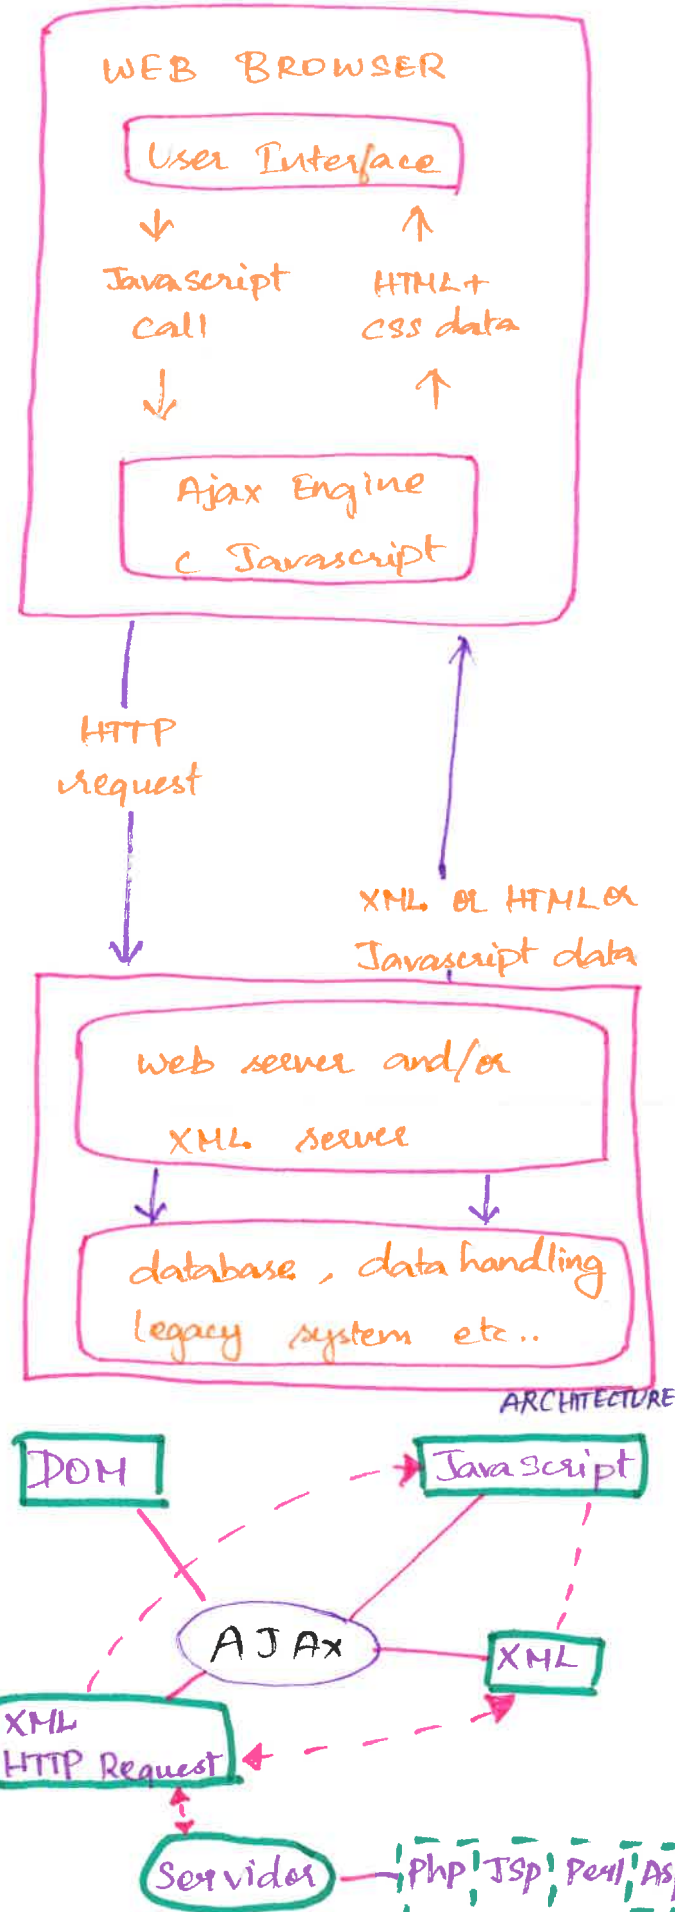 WEB BROWSER
User Interface
Javascript
call
HTML+
CSS data
Ajax Engine
c Javascript
HTTP
request
XML or HTML or
Javascript data
web server and/or
XML server
database, data handling
legacy system etc..
ARCHITECTURE
DOM
JavaScript
AJAx
XML
XML
HTTP Request
Servidor
Php JSp Perl